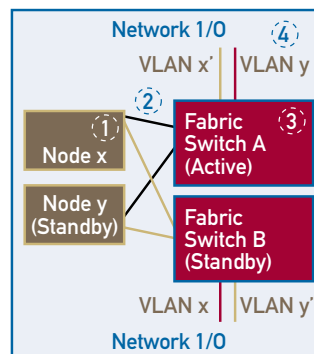 Network 1/0
④
VLAN x'
VLAN y
②
①
Node x
Fabric
Switch A
(Active)
③
Node y
(Standby)
Fabric
Switch B
(Standby)
VLAN x
VLAN y'
Network 1/0